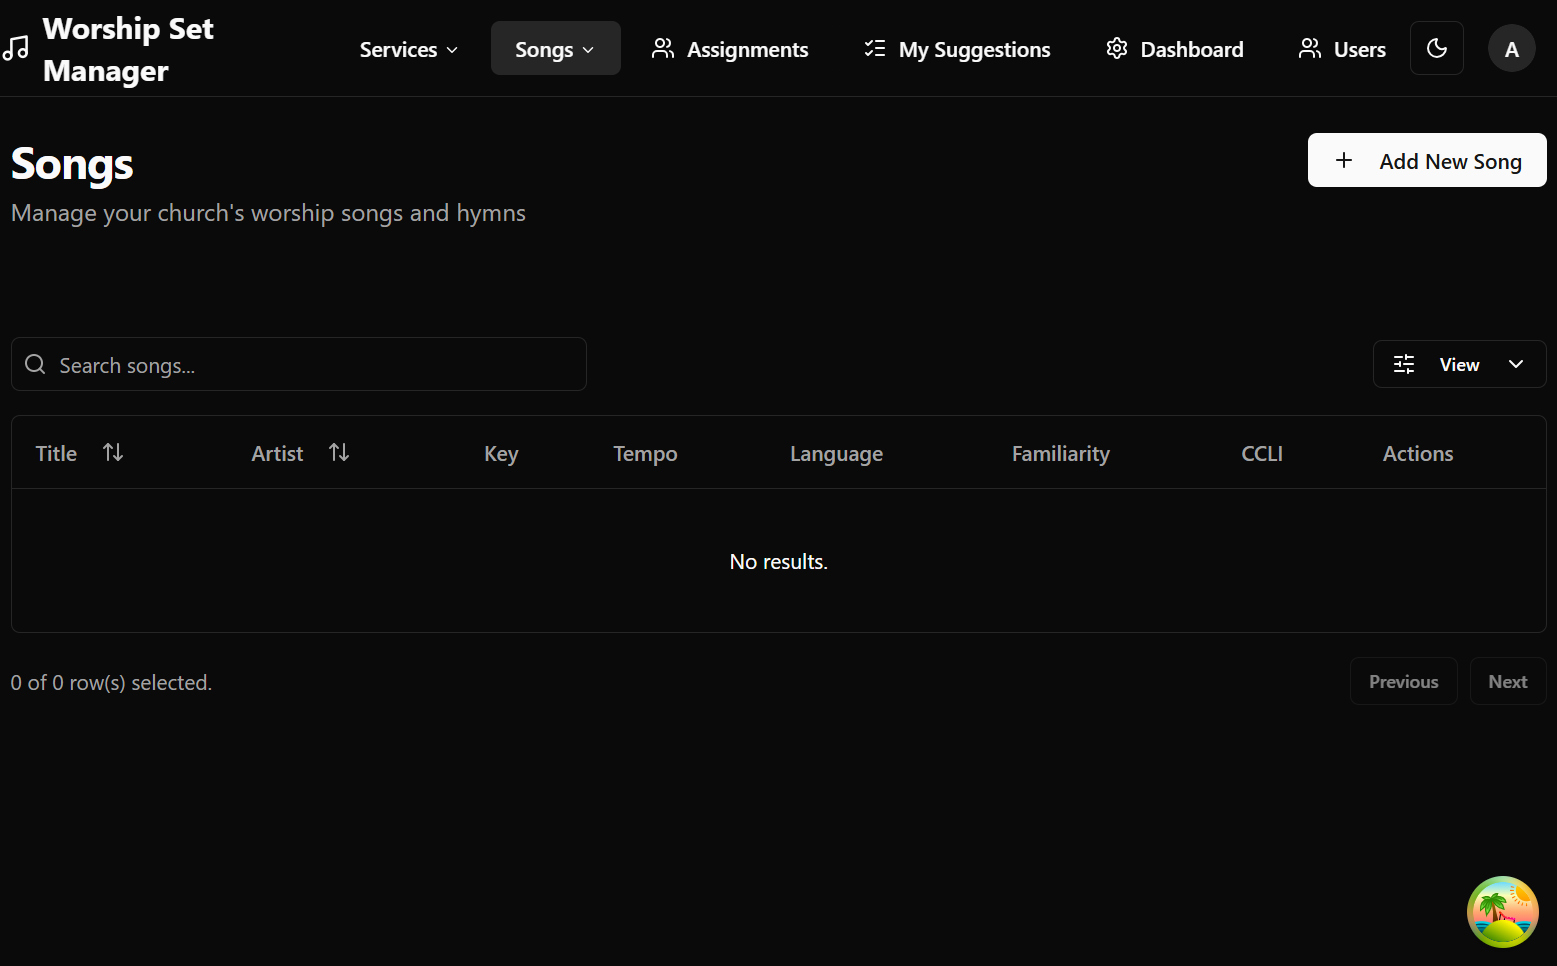 Worship Set
Manager
Services
Songs
Assignments
My Suggestions
Dashboard
Users
A
Songs
Add New Song
Manage your church's worship songs and hymns
Search songs...
View
Title Artist Key Tempo Language Familiarity CCLI Actions
No results.
0 of 0 row(s) selected.
Previous
Next